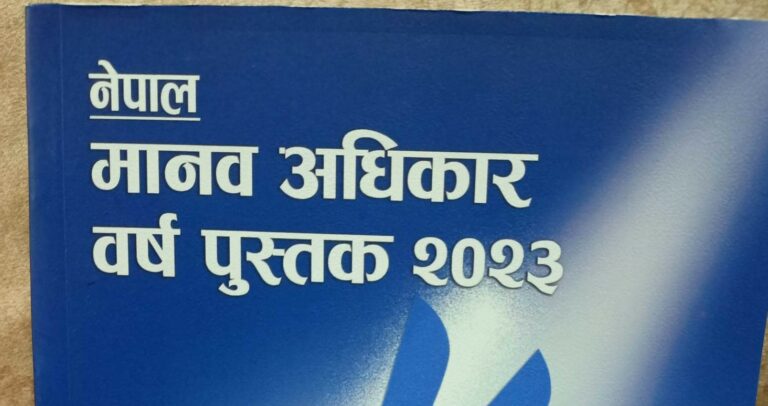 नेपाल
मानव अधिकार
वर्ष पुस्तक २०२३